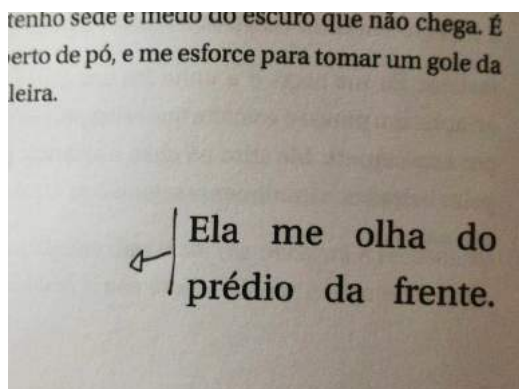 tenho sede e medo do escuro que não chega. É
erto de pó, e me esforce para tomar um gole da
leira.
Ela me olha do
prédio da frente.